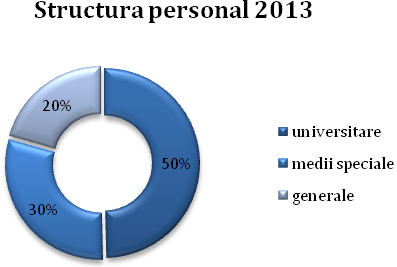 Structura personal 2013
20%
50%
30%
universitare
medii speciale
generale